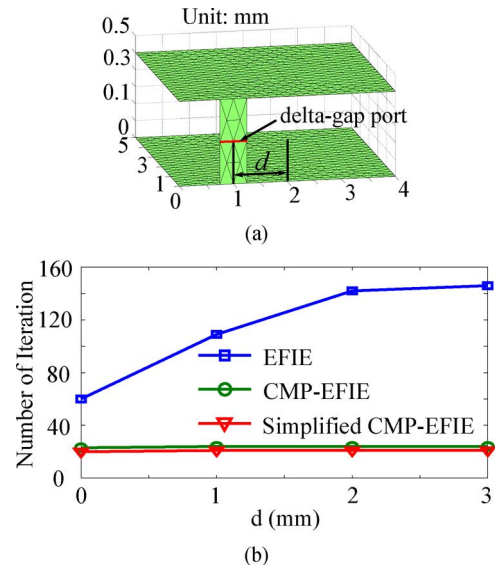 Unit: mm
0.5
0.3
0.1
0
5
3
1
0
1
2
3
4
delta-gap port
d
(a)
160
120
80
40
0
Number of Iteration
EFIE
CMP-EFIE
Simplified CMP-EFIE
0
1
2
3
d (mm)
(b)